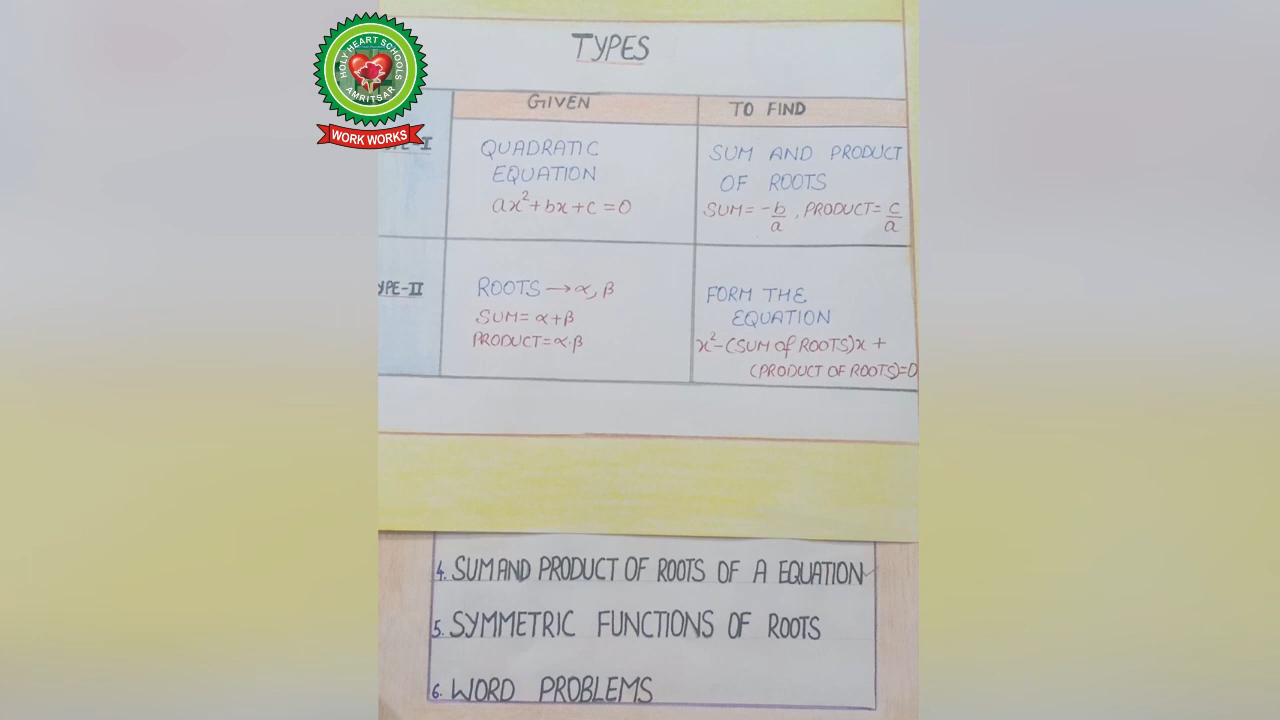 HOLY HEART SCHOOLS
AMRITSAR
WORK WORKS
TYPES
GIVEN
TO FIND
PE-I
QUADRATIC
EQUATION
ax²+bx+c=0
SUM AND PRODUCT
OF ROOTS
SUM=-b/a, PRODUCT=c/a
YPE-II
ROOTS→α,β
SUM=α+β
PRODUCT=α·β
FORM THE
EQUATION
x²-(SUM of ROOTS)x+
(PRODUCT OF ROOTS)=0
4. SUM AND PRODUCT OF ROOTS OF A EQUATION
5. SYMMETRIC FUNCTIONS OF ROOTS
6. WORD PROBLEMS